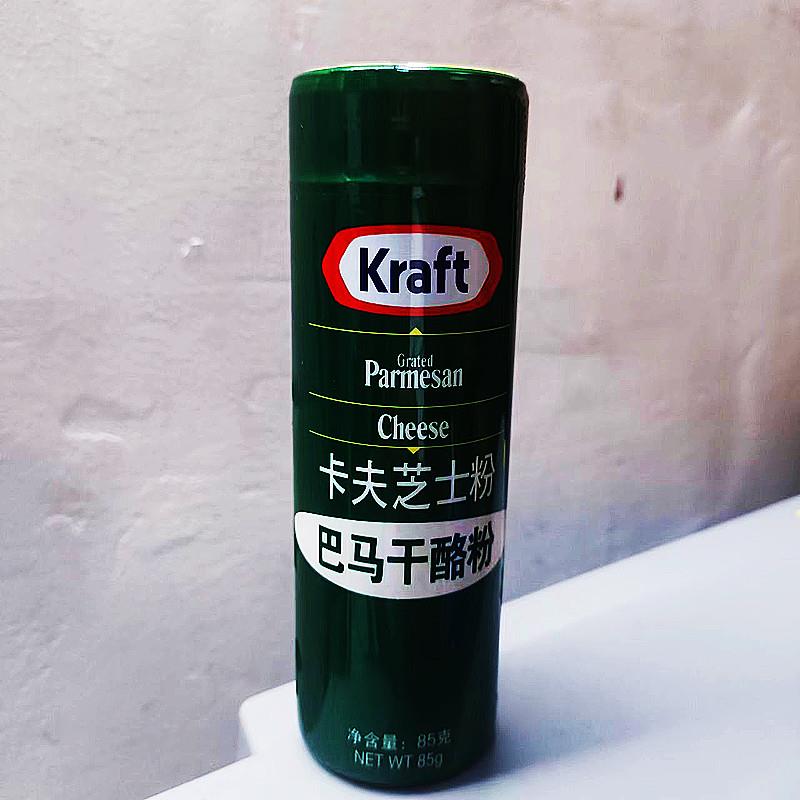 Kraft
Grated
Parmesan
Cheese
卡夫芝士粉
巴马干酪粉
净含量：85克
NET WT 85g